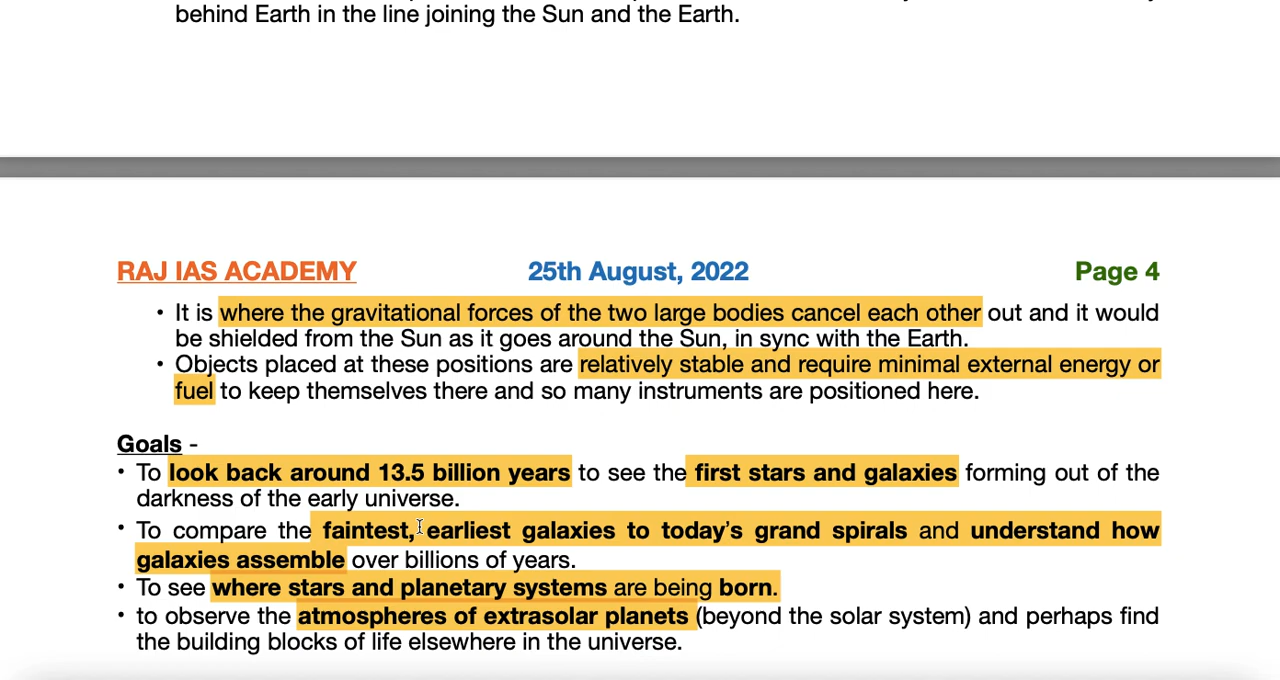 behind Earth in the line joining the Sun and the Earth.
RAJ IAS ACADEMY 25th August, 2022 Page 4
• It is where the gravitational forces of the two large bodies cancel each other out and it would
be shielded from the Sun as it goes around the Sun, in sync with the Earth.
• Objects placed at these positions are relatively stable and require minimal external energy or
fuel to keep themselves there and so many instruments are positioned here.
Goals -
• To look back around 13.5 billion years to see the first stars and galaxies forming out of the
darkness of the early universe.
• To compare the faintest, earliest galaxies to today's grand spirals and understand how
galaxies assemble over billions of years.
• To see where stars and planetary systems are being born.
• to observe the atmospheres of extrasolar planets (beyond the solar system) and perhaps find
the building blocks of life elsewhere in the universe.